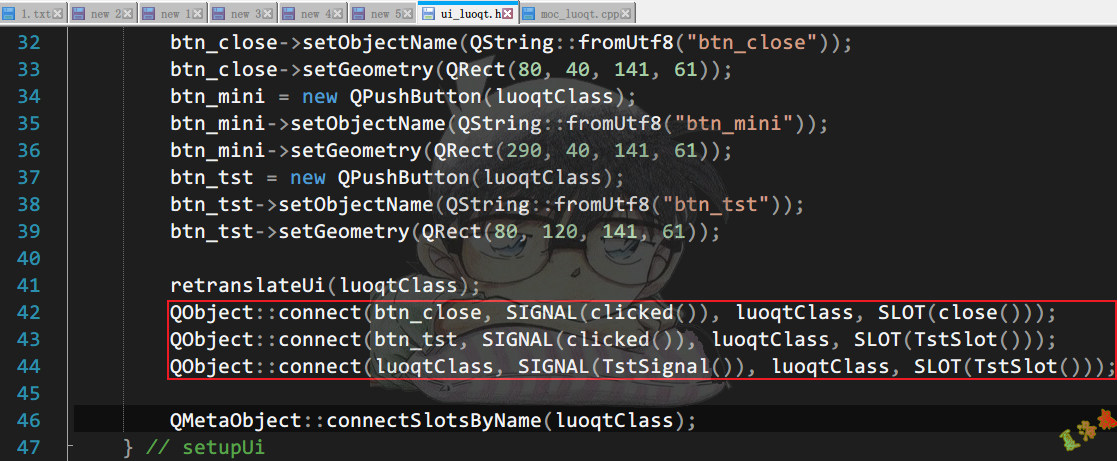 1.txt new 2 new 1 new 3 new 4 new 5 ui_luoqt.h moc_luoqt.cpp
32 btn_close->setObjectName(QString::fromUtf8("btn_close"));
33 btn_close->setGeometry(QRect(80, 40, 141, 61));
34 btn_mini = new QPushButton(luoqtClass);
35 btn_mini->setObjectName(QString::fromUtf8("btn_mini"));
36 btn_mini->setGeometry(QRect(290, 40, 141, 61));
37 btn_tst = new QPushButton(luoqtClass);
38 btn_tst->setObjectName(QString::fromUtf8("btn_tst"));
39 btn_tst->setGeometry(QRect(80, 120, 141, 61));
40
41 retranslateUi(luoqtClass);
42 QObject::connect(btn_close, SIGNAL(clicked()), luoqtClass, SLOT(close()));
43 QObject::connect(btn_tst, SIGNAL(clicked()), luoqtClass, SLOT(TstSlot()));
44 QObject::connect(luoqtClass, SIGNAL(TstSignal()), luoqtClass, SLOT(TstSlot()));
45
46 QMetaObject::connectSlotsByName(luoqtClass);
47 } // setupUi